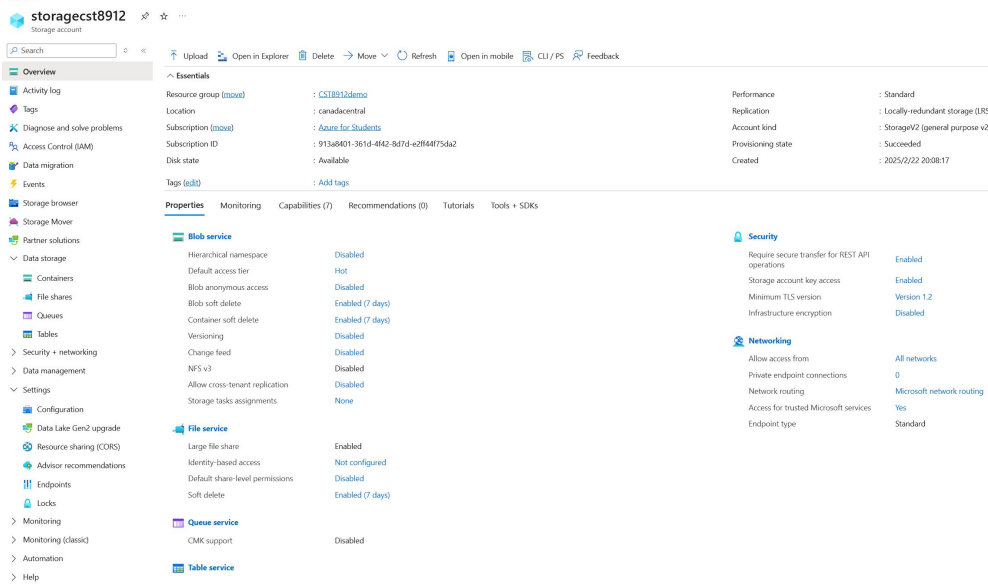 storagecst8912
Storage account
Search
Overview
Activity log
Tags
Diagnose and solve problems
Access Control (IAM)
Data migration
Events
Storage browser
Storage Mover
Partner solutions
Data storage
Containers
File shares
Queues
Tables
Security + networking
Data management
Settings
Configuration
Data Lake Gen2 upgrade
Resource sharing (CORS)
Advisor recommendations
Endpoints
Locks
Monitoring
Monitoring (classic)
Automation
Help
Upload Open in Explorer Delete Move Refresh Open in mobile CLI / PS Feedback
Essentials
Resource group (move) : CST8912demo
Location : canadacentral
Subscription (move) : Azure for Students
Subscription ID : 913a8401-361d-4f42-8d7d-e2ff44f75da2
Disk state : Available
Tags (edit) : Add tags
Performance : Standard
Replication : Locally-redundant storage (LRS
Account kind : StorageV2 (general purpose v2
Provisioning state : Succeeded
Created : 2025/2/22 20:08:17
Properties Monitoring Capabilities (7) Recommendations (0) Tutorials Tools + SDKs
Blob service
Hierarchical namespace Disabled
Default access tier Hot
Blob anonymous access Disabled
Blob soft delete Enabled (7 days)
Container soft delete Enabled (7 days)
Versioning Disabled
Change feed Disabled
NFS v3 Disabled
Allow cross-tenant replication Disabled
Storage tasks assignments None
File service
Large file share Enabled
Identity-based access Not configured
Default share-level permissions Disabled
Soft delete Enabled (7 days)
Queue service
CMK support Disabled
Table service
Security
Require secure transfer for REST API
operations Enabled
Storage account key access Enabled
Minimum TLS version Version 1.2
Infrastructure encryption Disabled
Networking
Allow access from All networks
Private endpoint connections 0
Network routing Microsoft network routing
Access for trusted Microsoft services Yes
Endpoint type Standard